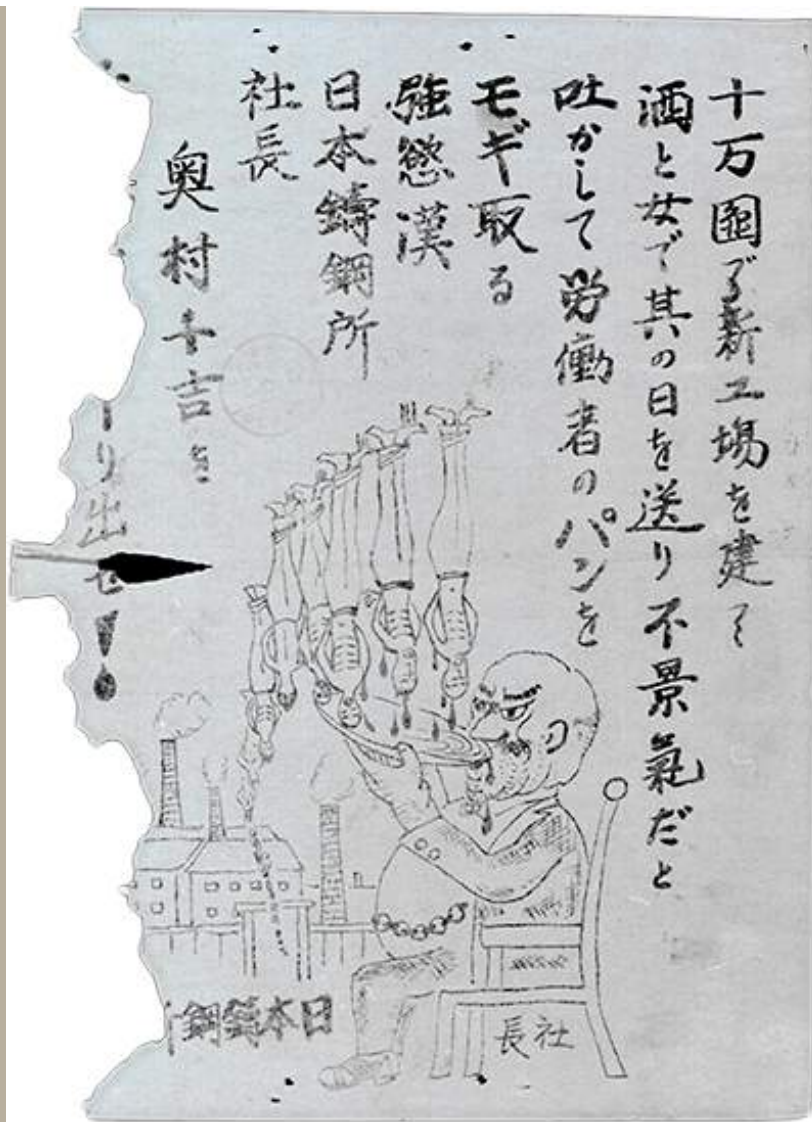 十万圓で新工場を建て
酒と女で其の日を送り不景氣だと
吐かして労働者のパンを
モギ取る
強慾漢
日本鑄鋼所
社長
奥村千吉を
り出せ!
日本鑄鋼
社長